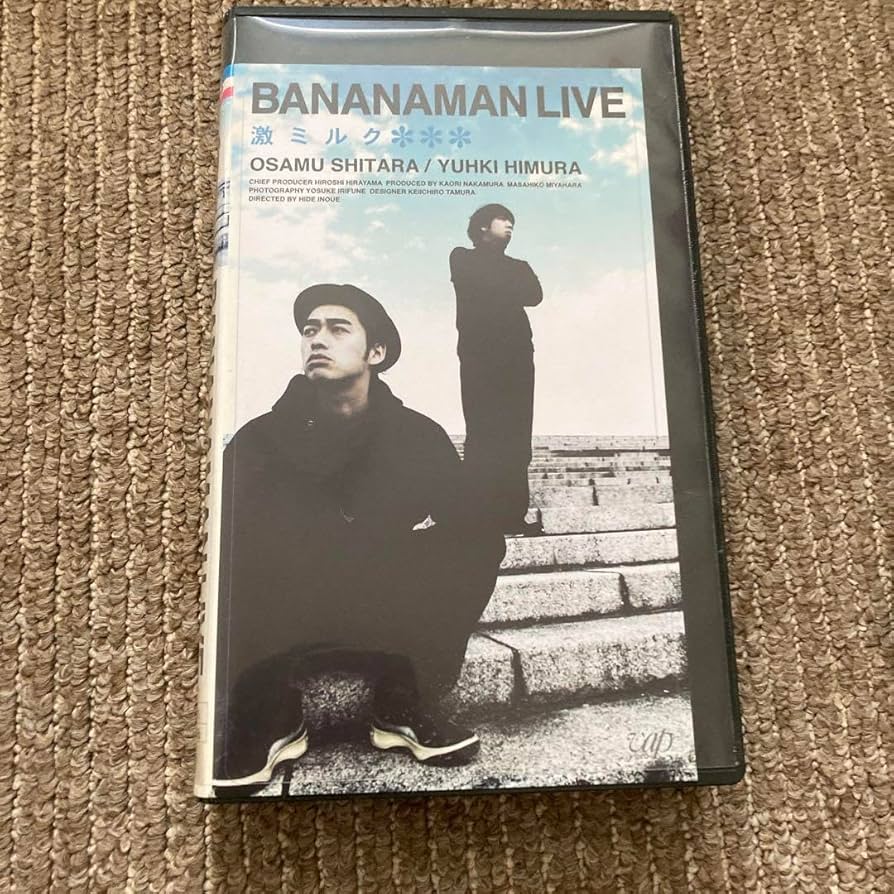 BANANAMAN LIVE
激ミルク✻✻✻
OSAMU SHITARA / YUHKI HIMURA
CHIEF PRODUCER HIROSHI HIRAYAMA PRODUCED BY KAORI NAKAMURA. MASAHIKO MIYAHARA
PHOTOGRAPHY YOSUKE IRIFUNE DESIGNER KEIICHIRO TAMURA
DIRECTED BY HIDE INOUE
vap